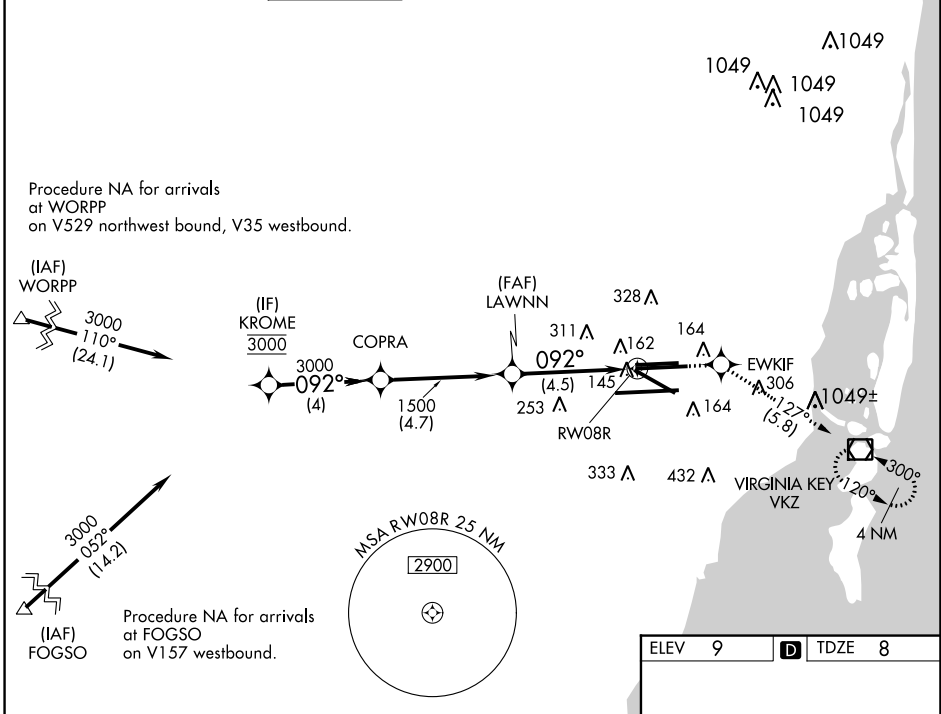 1049
1049
1049
1049
Procedure NA for arrivals
at WORPP
on V529 northwest bound, V35 westbound.
(IAF)
WORPP
3000
110°
(24.1)
(IF)
KROME
3000
3000
092°
(4)
COPRA
1500
(4.7)
(FAF)
LAWNN
092°
(4.5)
328
311
162
164
145
253
RW08R
164
EWKIF
306
1049±
127°
(5.8)
333
432
VIRGINIA KEY
VKZ
300°
120°
4 NM
3000
052°
(14.2)
(IAF)
FOGSO
Procedure NA for arrivals
at FOGSO
on V157 westbound.
MSA RW08R 25 NM
2900
ELEV 9 D TDZE 8